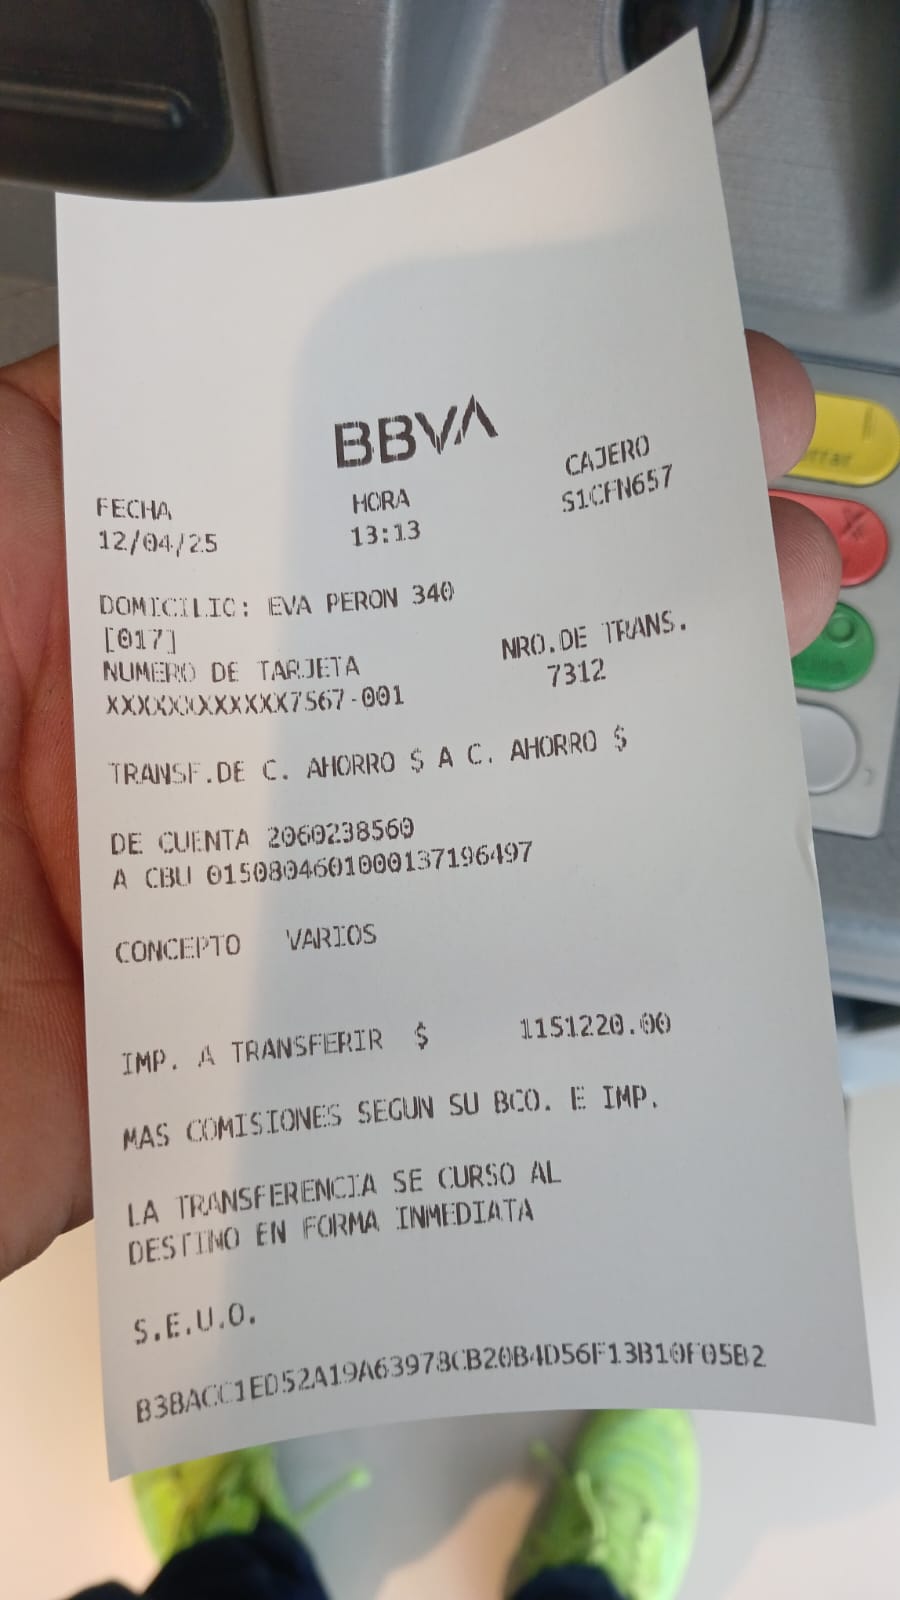 BBVA
FECHA HORA CAJERO
12/04/25 13:13 S1CFN657
DOMICILIC: EVA PERON 340
[017]
NUMERO DE TARJETA NRO.DE TRANS.
XXXXXXXXXXXX7567-001 7312
TRANSF.DE C. AHORRO $ A C. AHORRO $
DE CUENTA 2060238560
A CBU 0150804601000137196497
CONCEPTO VARIOS
IMP. A TRANSFERIR $ 1151220.00
MAS COMISIONES SEGUN SU BCO. E IMP.
LA TRANSFERENCIA SE CURSO AL
DESTINO EN FORMA INMEDIATA
S.E.U.O.
B3BACC1ED52A19A63978CB20B4D56F13B10F05B2